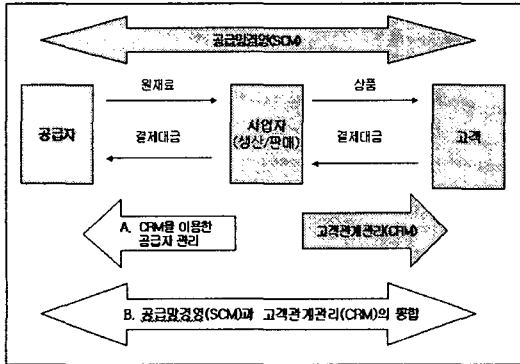 공급망경영(SCM)
원재료
상품
공급자
사업자
(생산/판매)
고객
결제대금
결제대금
A. CRM을 이용한
공급자 관리
고객관계관리(CRM)
B. 공급망경영(SCM)과 고객관계관리(CRM)의 통합